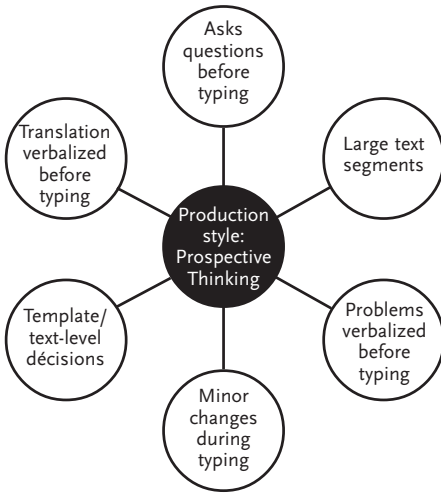 Asks
questions
before
typing
Translation
verbalized
before
typing
Large text
segments
Production
style:
Prospective
Thinking
Template/
text-level
décisions
Problems
verbalized
before
typing
Minor
changes
during
typing